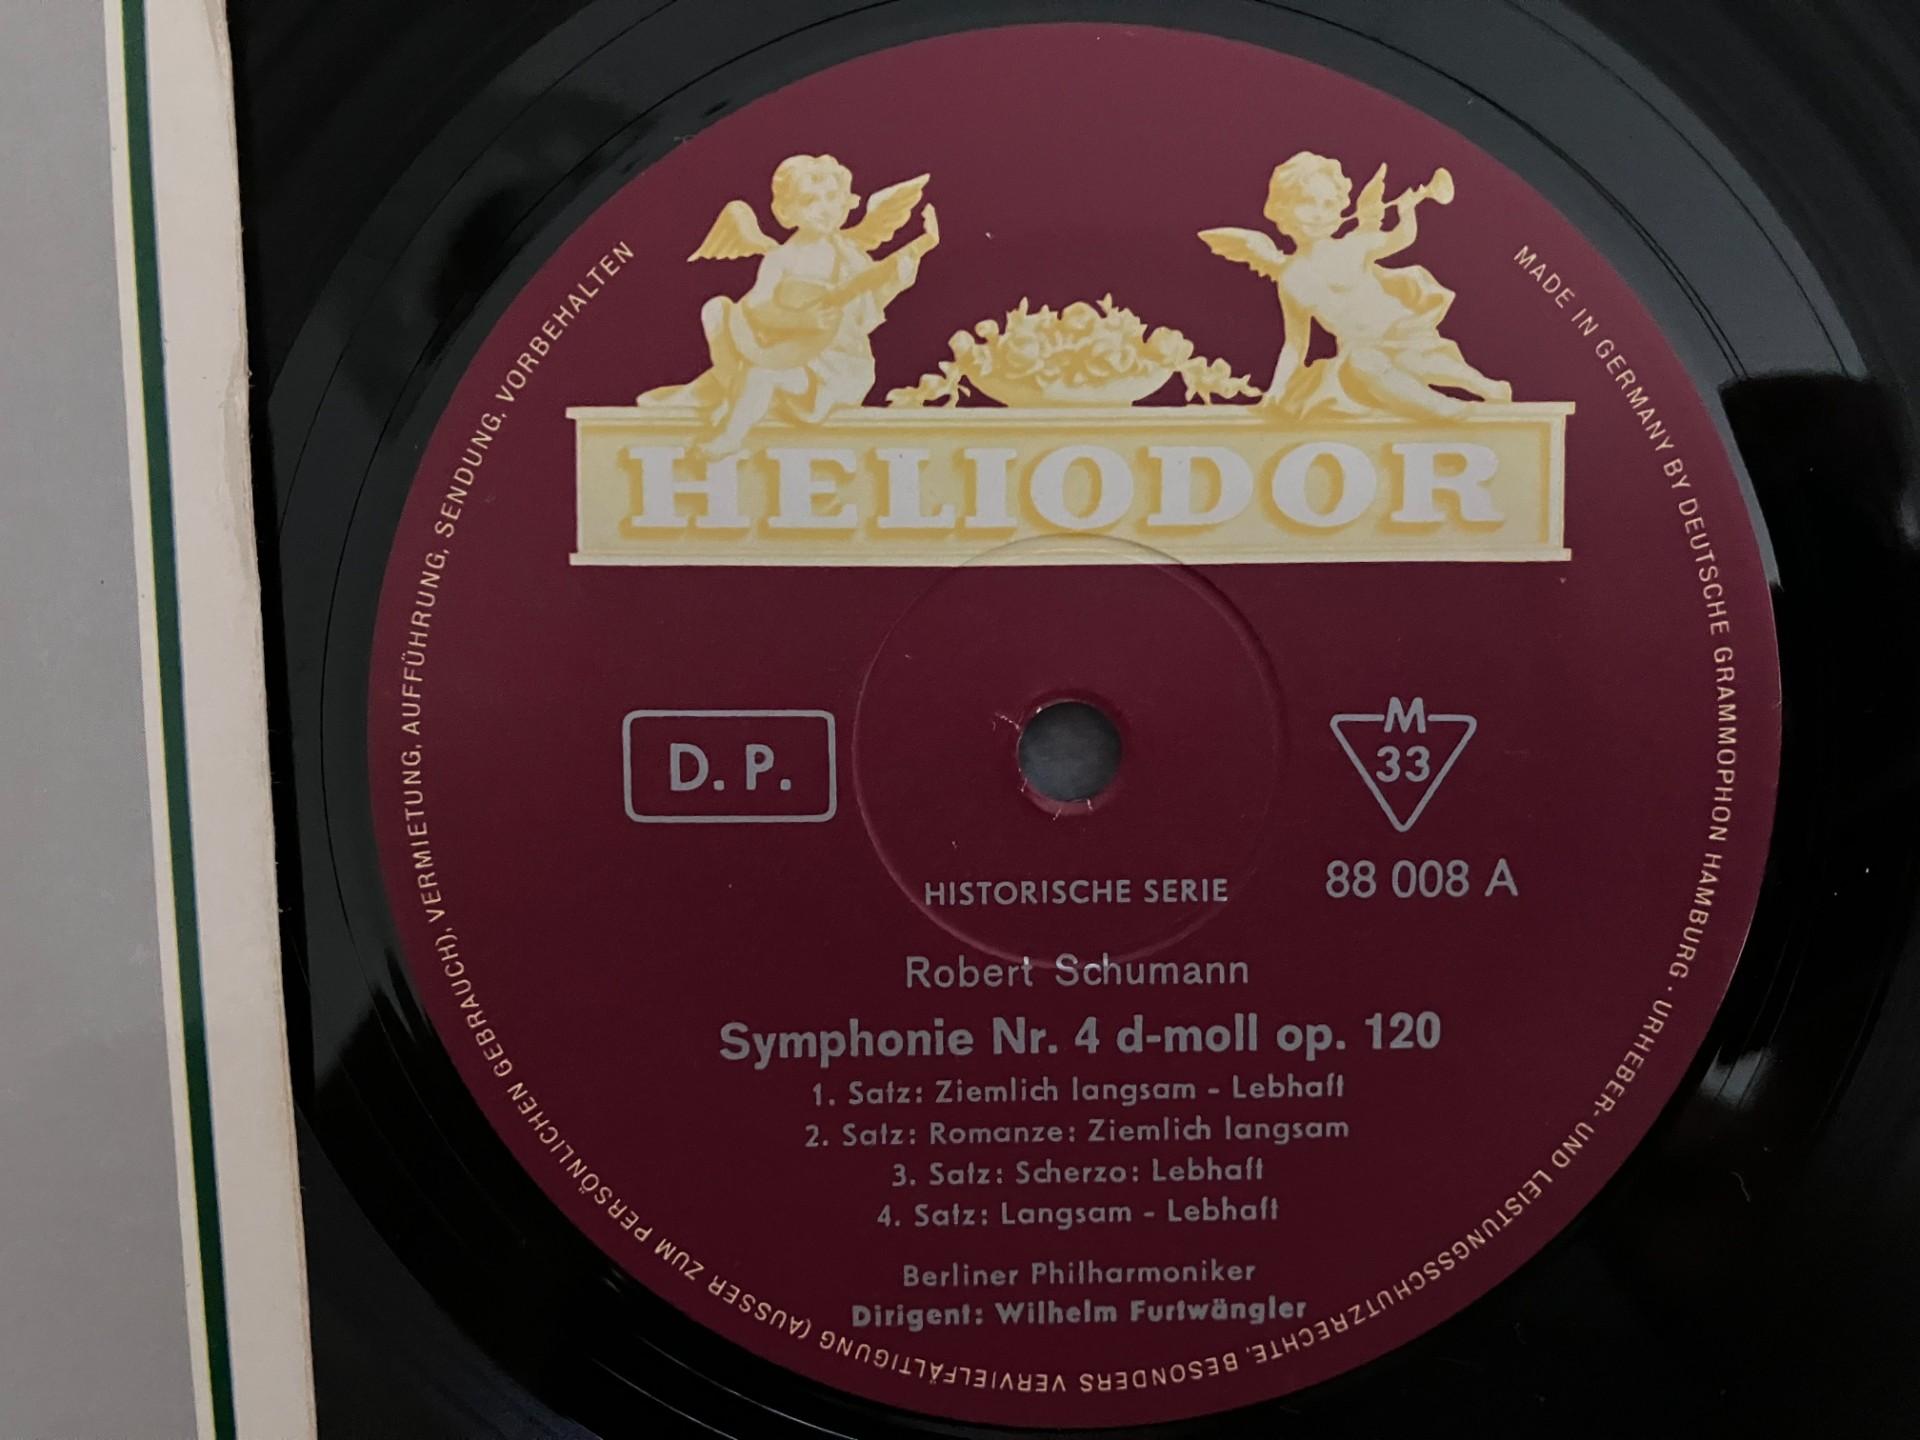 HELIODOR
D. P.
M
33
88 008 A
HISTORISCHE SERIE
Robert Schumann
Symphonie Nr. 4 d-moll op. 120
1. Satz: Ziemlich langsam - Lebhaft
2. Satz: Romanze: Ziemlich langsam
3. Satz: Scherzo: Lebhaft
4. Satz: Langsam - Lebhaft
Berliner Philharmoniker
Dirigent: Wilhelm Furtwängler
MADE IN GERMANY BY DEUTSCHE GRAMMOPHON HAMBURG · URHEBER- UND LEISTUNGSSCHUTZRECHTE, BESONDERS VERVIELFÄLTIGUNG (AUSSER ZUM PERSÖNLICHEN GEBRAUCH), VERMIETUNG, AUFFÜHRUNG, SENDUNG, VORBEHALTEN